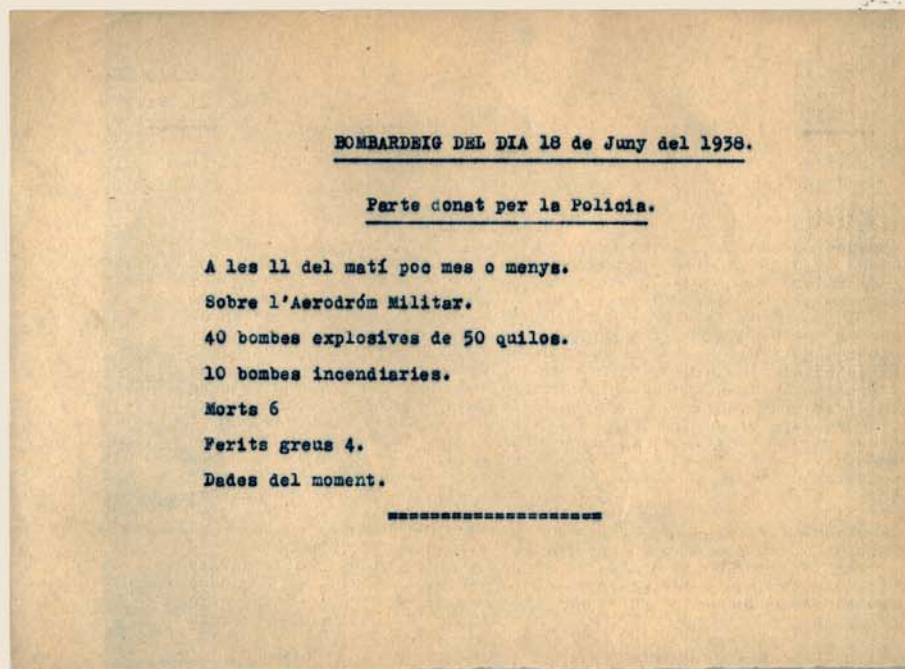 BOMBARDEIG DEL DIA 18 de Juny del 1938.
Parte donat per la Policia.
A les 11 del matí poc mes o menys.
Sobre l'Aerodróm Militar.
40 bombes explosives de 50 quilos.
10 bombes incendiaries.
Morts 6
Ferits greus 4.
Dades del moment.
====================